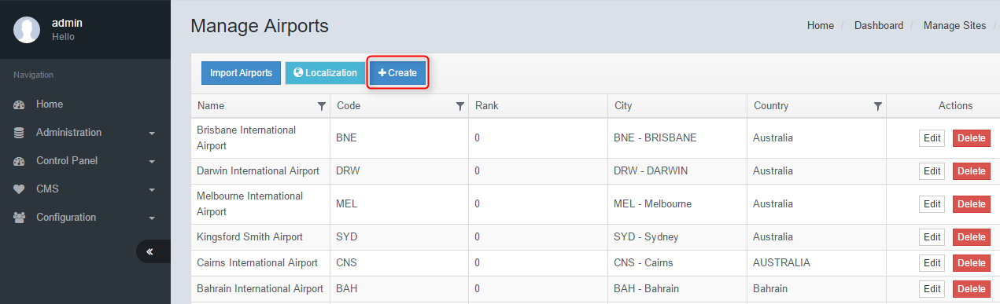 admin
Hello
Navigation
Home
Administration
Control Panel
CMS
Configuration
Manage Airports
Home / Dashboard / Manage Sites /
Import Airports Localization Create
Name Code Rank City Country Actions
Brisbane International
Airport BNE 0 BNE - BRISBANE Australia Edit Delete
Darwin International Airport DRW 0 DRW - DARWIN Australia Edit Delete
Melbourne International
Airport MEL 0 MEL - Melbourne Australia Edit Delete
Kingsford Smith Airport SYD 0 SYD - Sydney Australia Edit Delete
Cairns International Airport CNS 0 CNS - Cairns AUSTRALIA Edit Delete
Bahrain International Airport BAH 0 BAH - Bahrain Bahrain Edit Delete